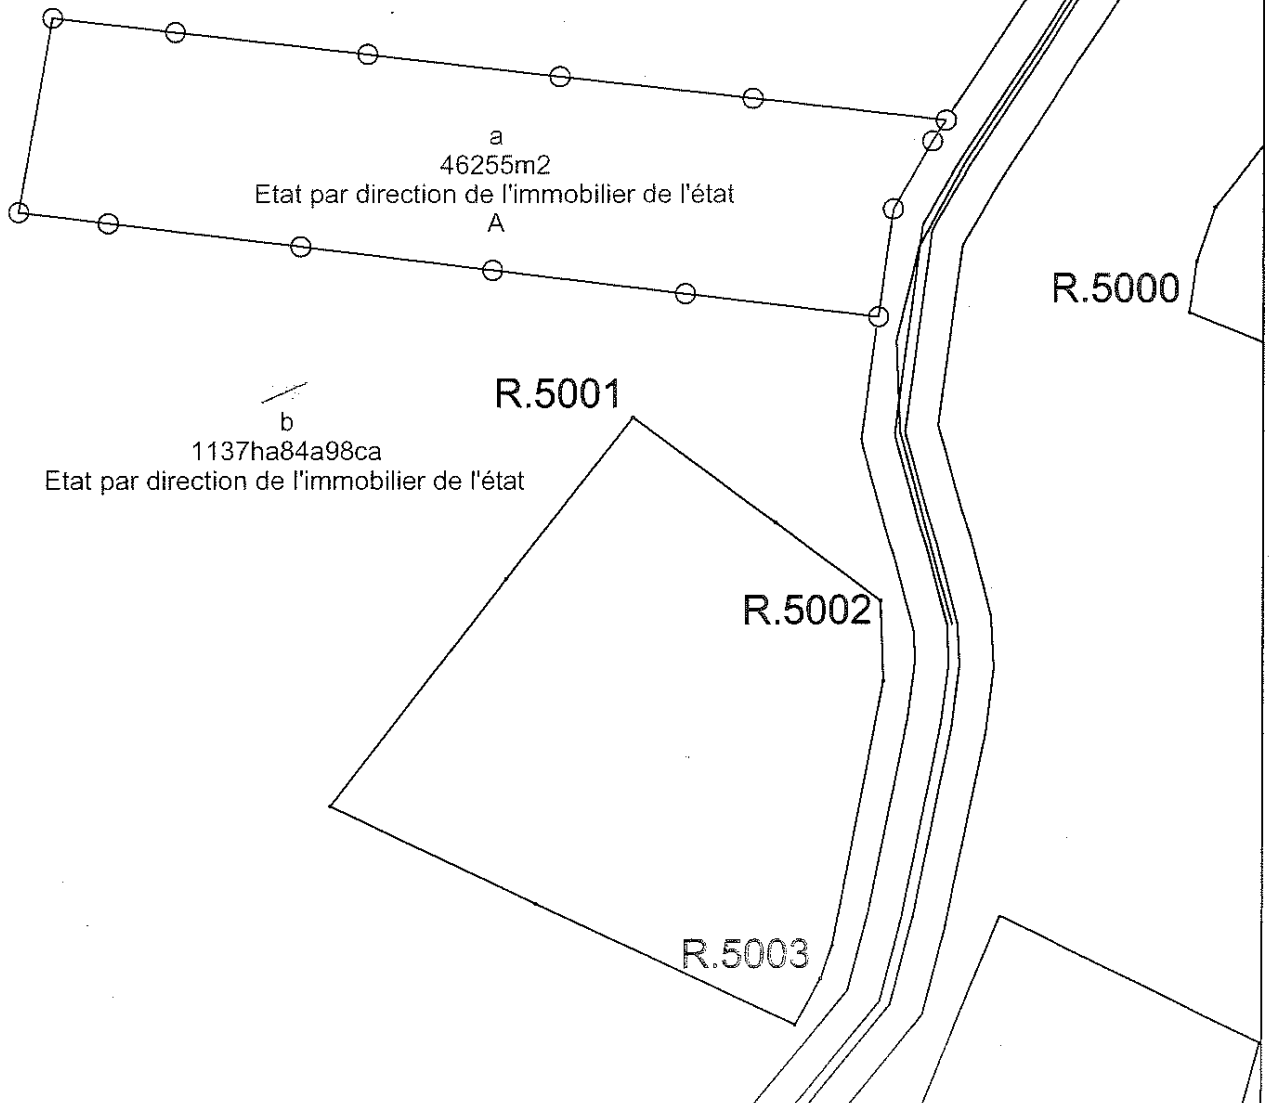 a
46255m2
Etat par direction de l'immobilier de l'état
A
R.5000
R.5001
b
1137ha84a98ca
Etat par direction de l'immobilier de l'état
R.5002
R.5003